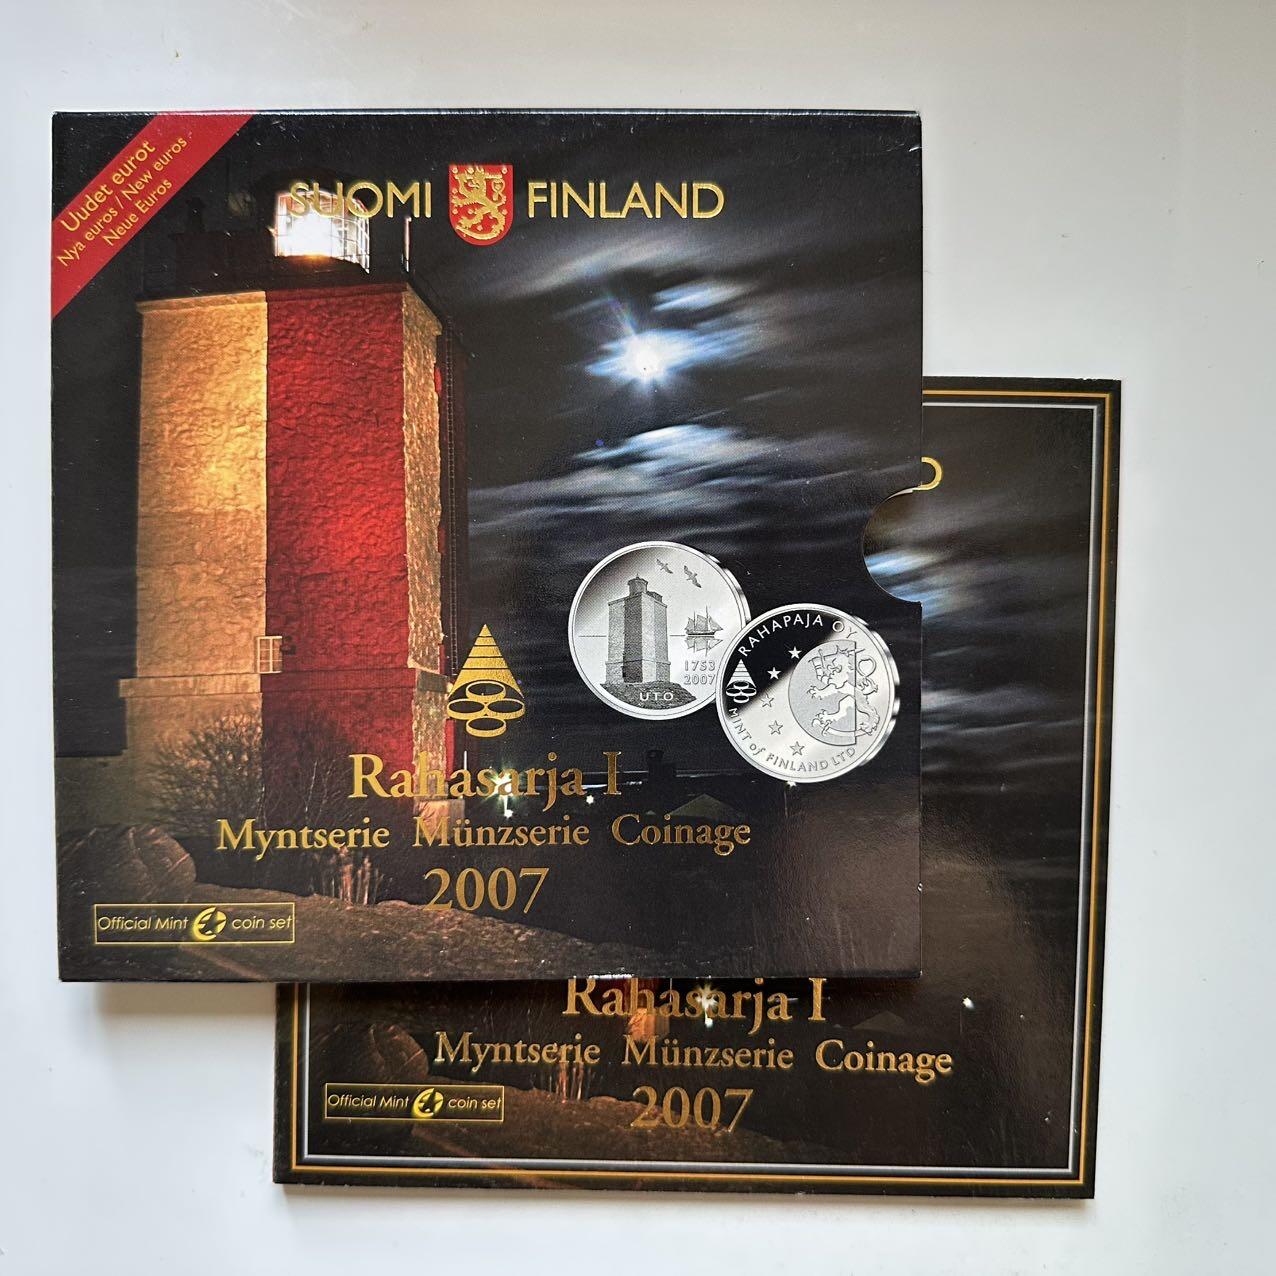 Uudet eurot
Nya euros / New euros
Neue Euros
SUOMI FINLAND
1753
2007
UTÖ
RAHAPAJA OY
MINT of FINLAND LTD
Rahasarja I
Myntserie Münzserie Coinage
2007
Official Mint coin set
D
Rahasarja I
Myntserie Münzserie Coinage
2007
Official Mint coin set